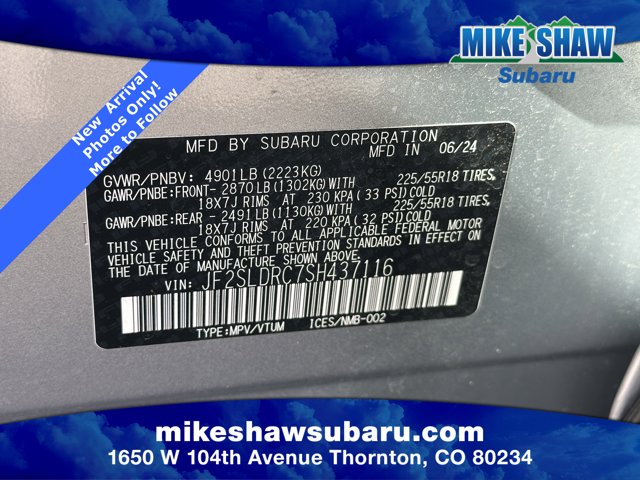 MIKE SHAW
Subaru
New Arrival
Photos Only!
More to Follow
MFD BY SUBARU CORPORATION
MFD IN 06/24
GVWR/PNBV: 4901LB (2223KG)
GAWR/PNBE:FRONT- 2870LB (1302KG)WITH 225/55R18 TIRES,
18X7J RIMS AT 230 KPA (33 PSI)COLD
GAWR/PNBE:REAR - 2491LB (1130KG)WITH 225/55R18 TIRES,
18X7J RIMS AT 220 KPA (32 PSI)COLD
THIS VEHICLE CONFORMS TO ALL APPLICABLE FEDERAL MOTOR
VEHICLE SAFETY AND THEFT PREVENTION STANDARDS IN EFFECT ON
THE DATE OF MANUFACTURE SHOWN ABOVE.
VIN: JF2SLDRC7SH437116
TYPE:MPV/VTUM ICES/NMB-002
mikeshawsubaru.com
1650 W 104th Avenue Thornton, CO 80234